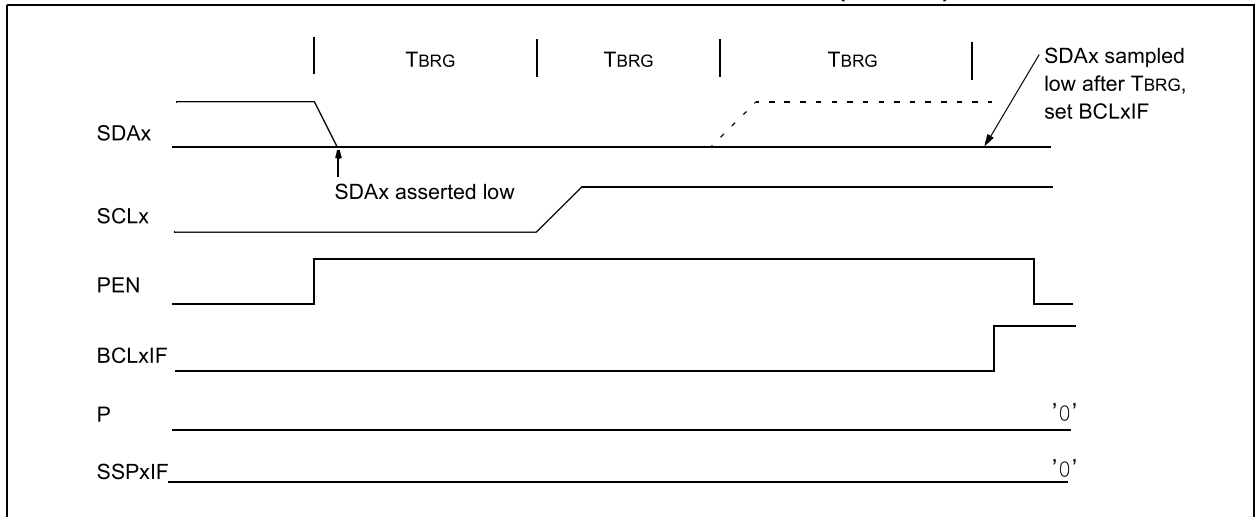 TBRG TBRG TBRG
SDAx sampled
low after TBRG,
set BCLxIF
SDAx
SDAx asserted low
SCLx
PEN
BCLxIF
P '0'
SSPxIF '0'